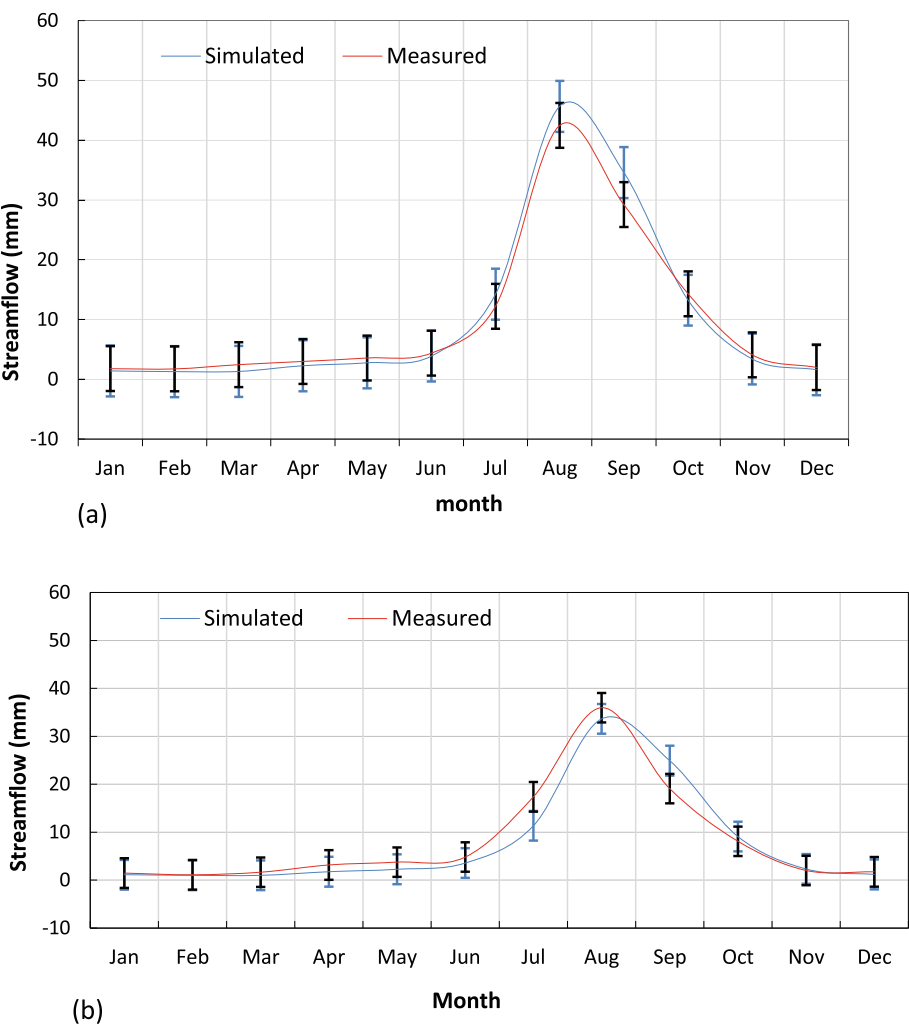 60
Simulated Measured
50
40
30
20
10
0
-10
Streamflow (mm)
Jan Feb Mar Apr May Jun Jul Aug Sep Oct Nov Dec
month
(a)
60
Simulated Measured
50
40
30
20
10
0
-10
Streamflow (mm)
Jan Feb Mar Apr May Jun Jul Aug Sep Oct Nov Dec
Month
(b)